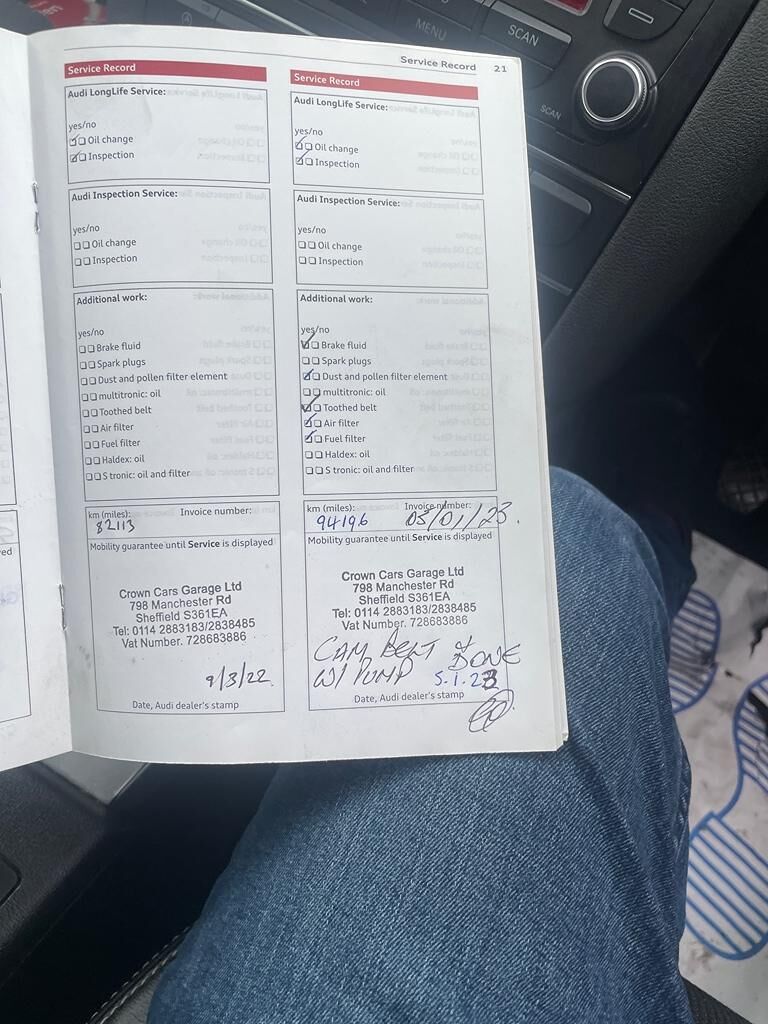 MENU
SCAN
SCAN
Service Record 21
Service Record
Audi LongLife Service:
yes/no
Oil change
Inspection
Audi Inspection Service:
yes/no
Oil change
Inspection
Additional work:
yes/no
Brake fluid
Spark plugs
Dust and pollen filter element
multitronic: oil
Toothed belt
Air filter
Fuel filter
Haldex: oil
S tronic: oil and filter
km (miles): Invoice number:
82113
Mobility guarantee until Service is displayed
Crown Cars Garage Ltd
798 Manchester Rd
Sheffield S361EA
Tel: 0114 2883183/2838485
Vat Number. 728683886
9/3/22
Date, Audi dealer's stamp
Service Record
Audi LongLife Service:
yes/no
Oil change
Inspection
Audi Inspection Service:
yes/no
Oil change
Inspection
Additional work:
yes/no
Brake fluid
Spark plugs
Dust and pollen filter element
multitronic: oil
Toothed belt
Air filter
Fuel filter
Haldex: oil
S tronic: oil and filter
km (miles): Invoice number:
94196 05/01/23.
Mobility guarantee until Service is displayed
Crown Cars Garage Ltd
798 Manchester Rd
Sheffield S361EA
Tel: 0114 2883183/2838485
Vat Number. 728683886
CAM BELT &
W/PUMP DONE
5.1.23
Date, Audi dealer's stamp